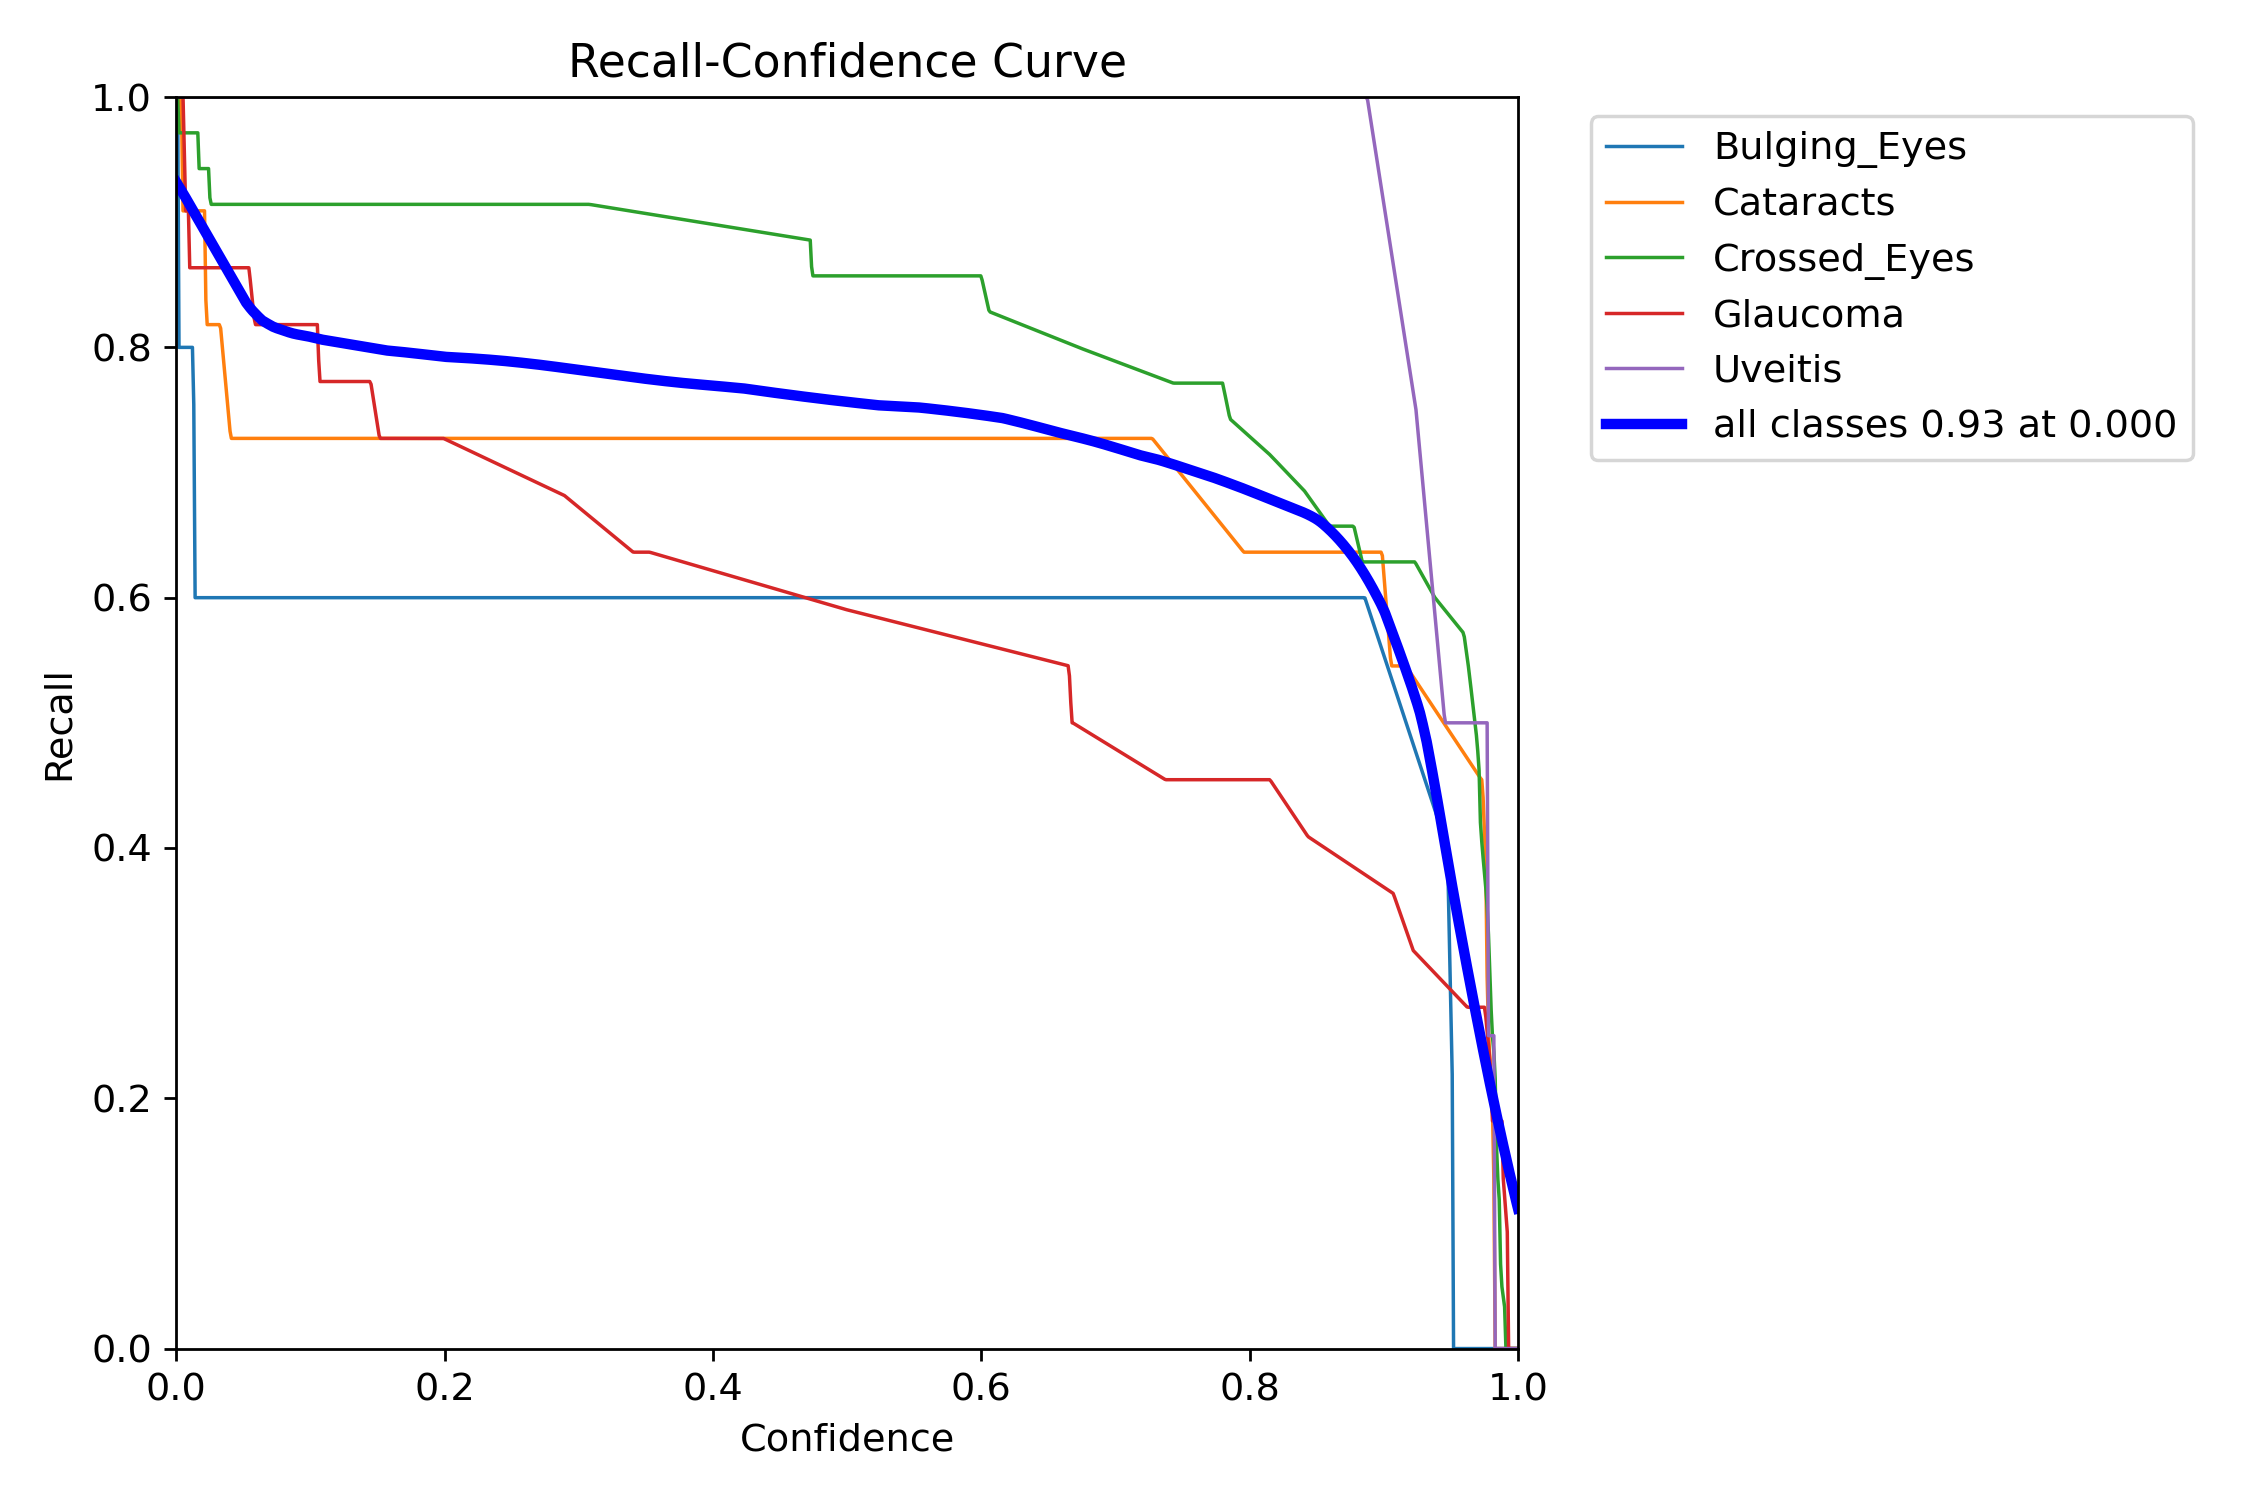 Recall-Confidence Curve
1.0
0.8
0.6
0.4
0.2
0.0
Recall
0.0 0.2 0.4 0.6 0.8 1.0
Confidence
Bulging_Eyes
Cataracts
Crossed_Eyes
Glaucoma
Uveitis
all classes 0.93 at 0.000